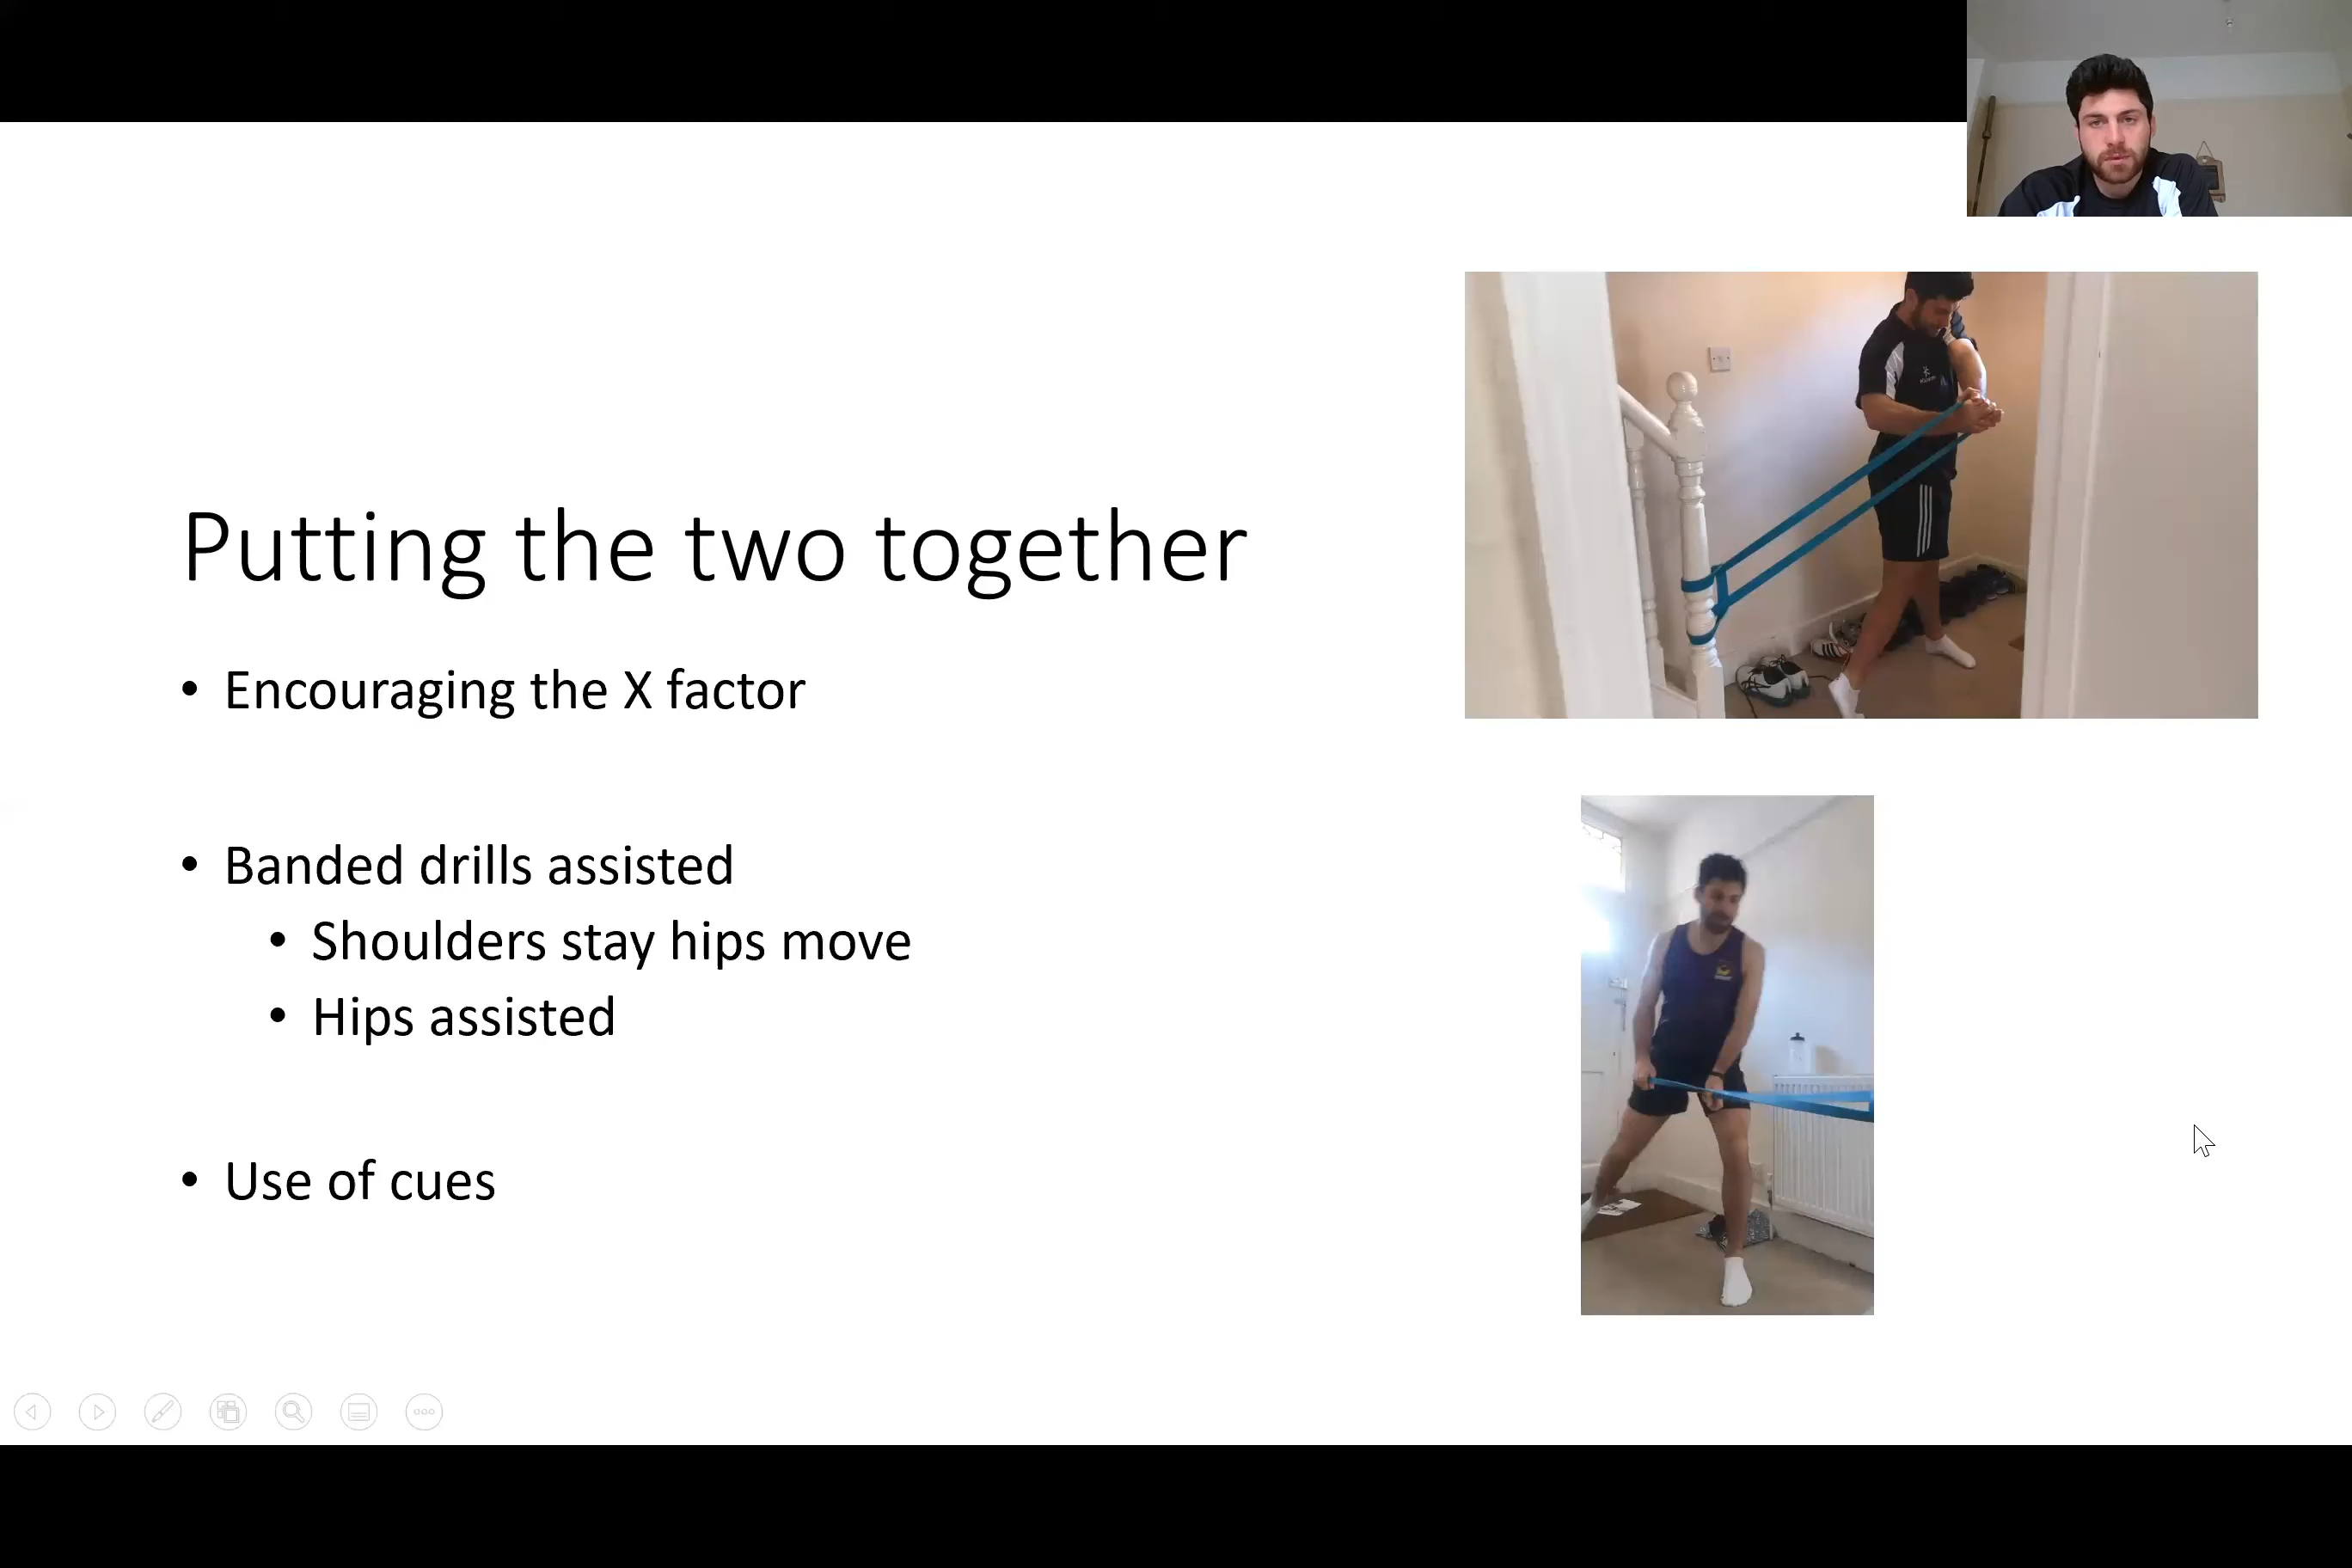 Putting the two together
• Encouraging the X factor
• Banded drills assisted
• Shoulders stay hips move
• Hips assisted
• Use of cues